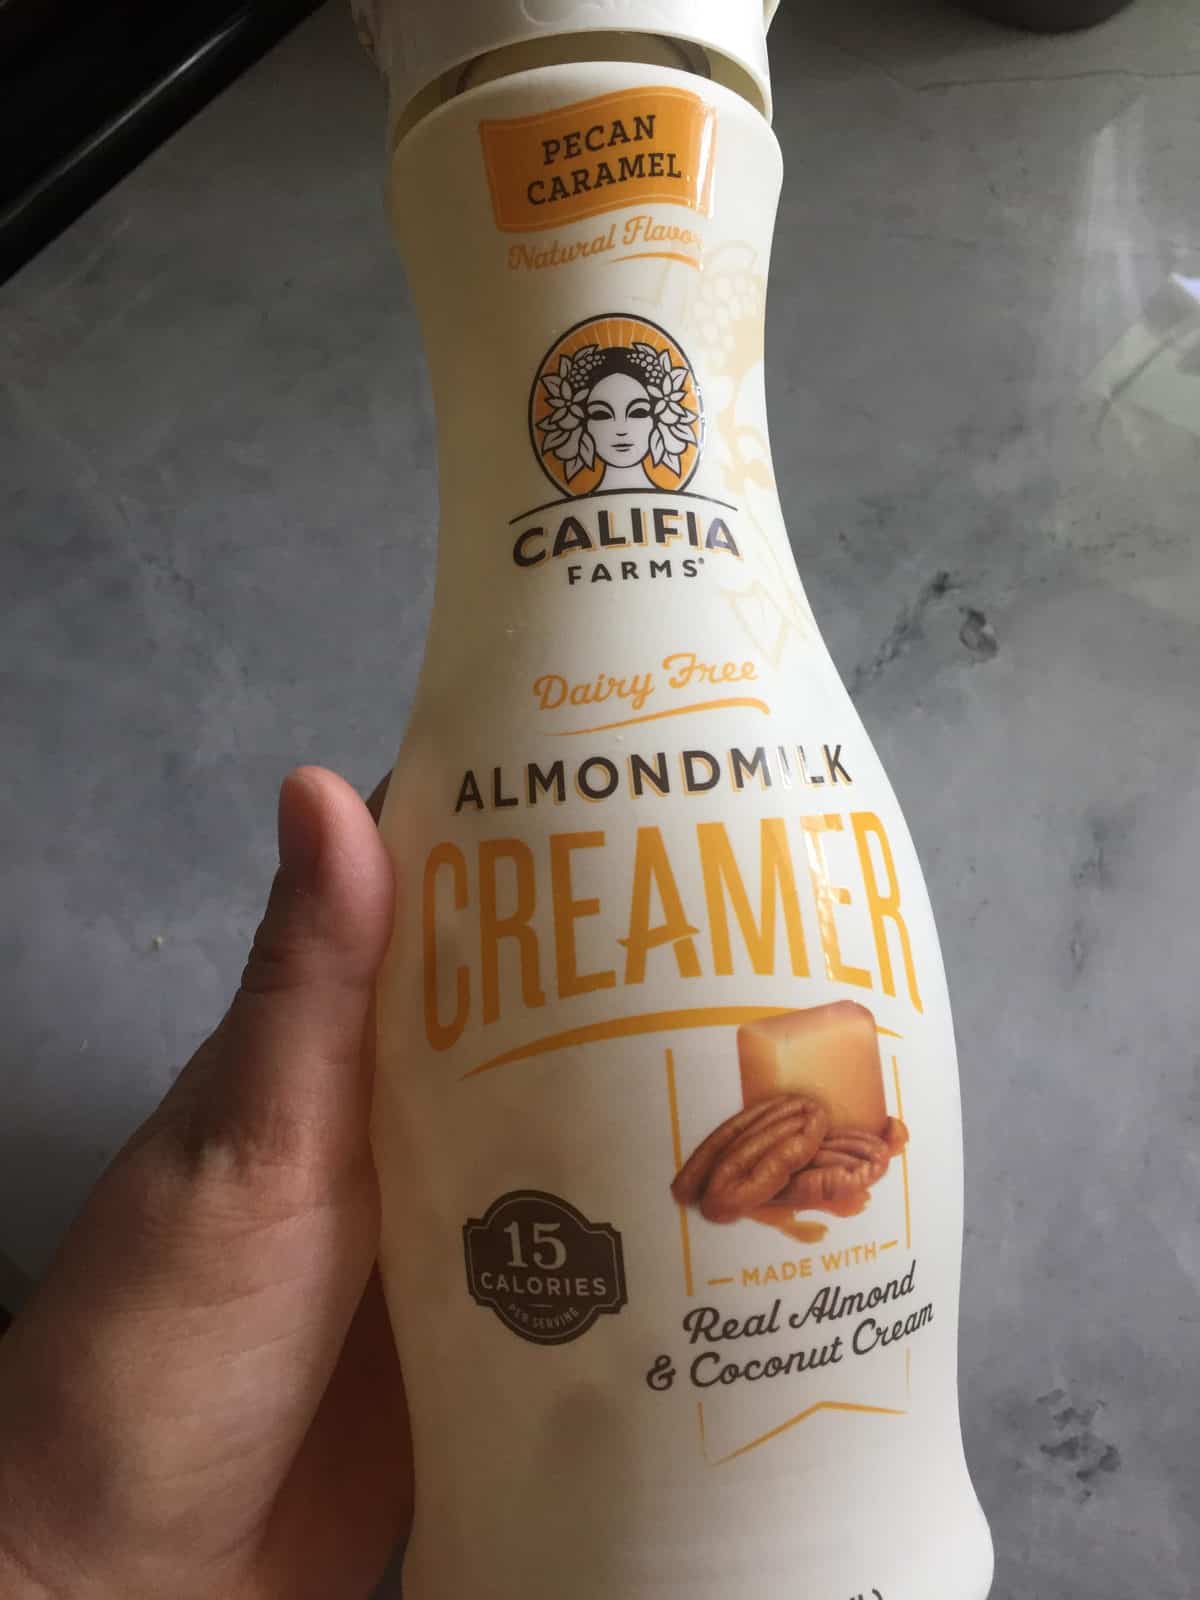 PECAN
CARAMEL
Natural Flavor
CALIFIA
FARMS®
Dairy Free
ALMONDMILK
CREAMER
15
CALORIES
PER SERVING
MADE WITH
Real Almond
& Coconut Cream